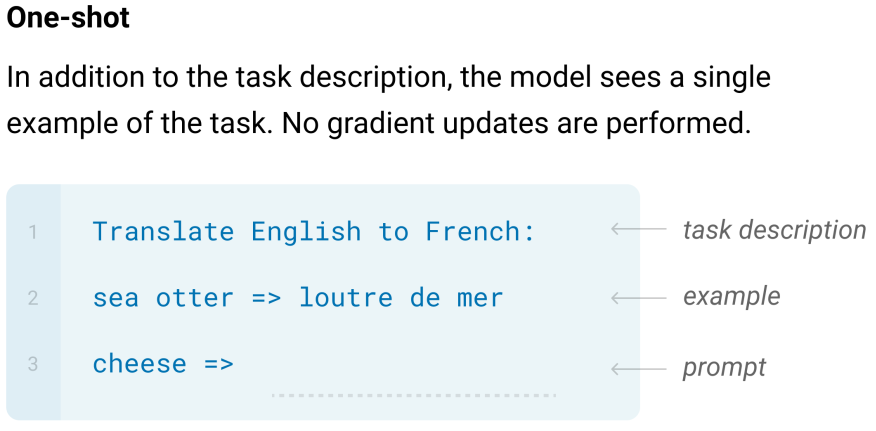 One-shot
In addition to the task description, the model sees a single
example of the task. No gradient updates are performed.
1 Translate English to French: task description
2 sea otter => loutre de mer example
3 cheese => prompt